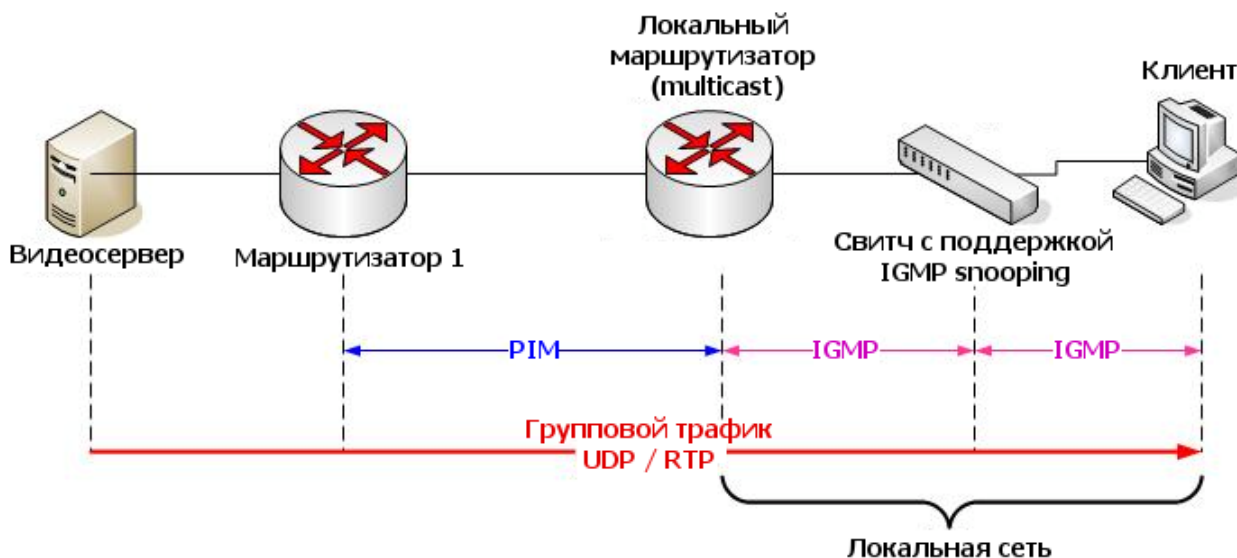 Локальный
маршрутизатор
(multicast)
Клиент
Видеосервер
Маршрутизатор 1
Свитч с поддержкой
IGMP snooping
PIM
IGMP
IGMP
Групповой трафик
UDP / RTP
Локальная сеть